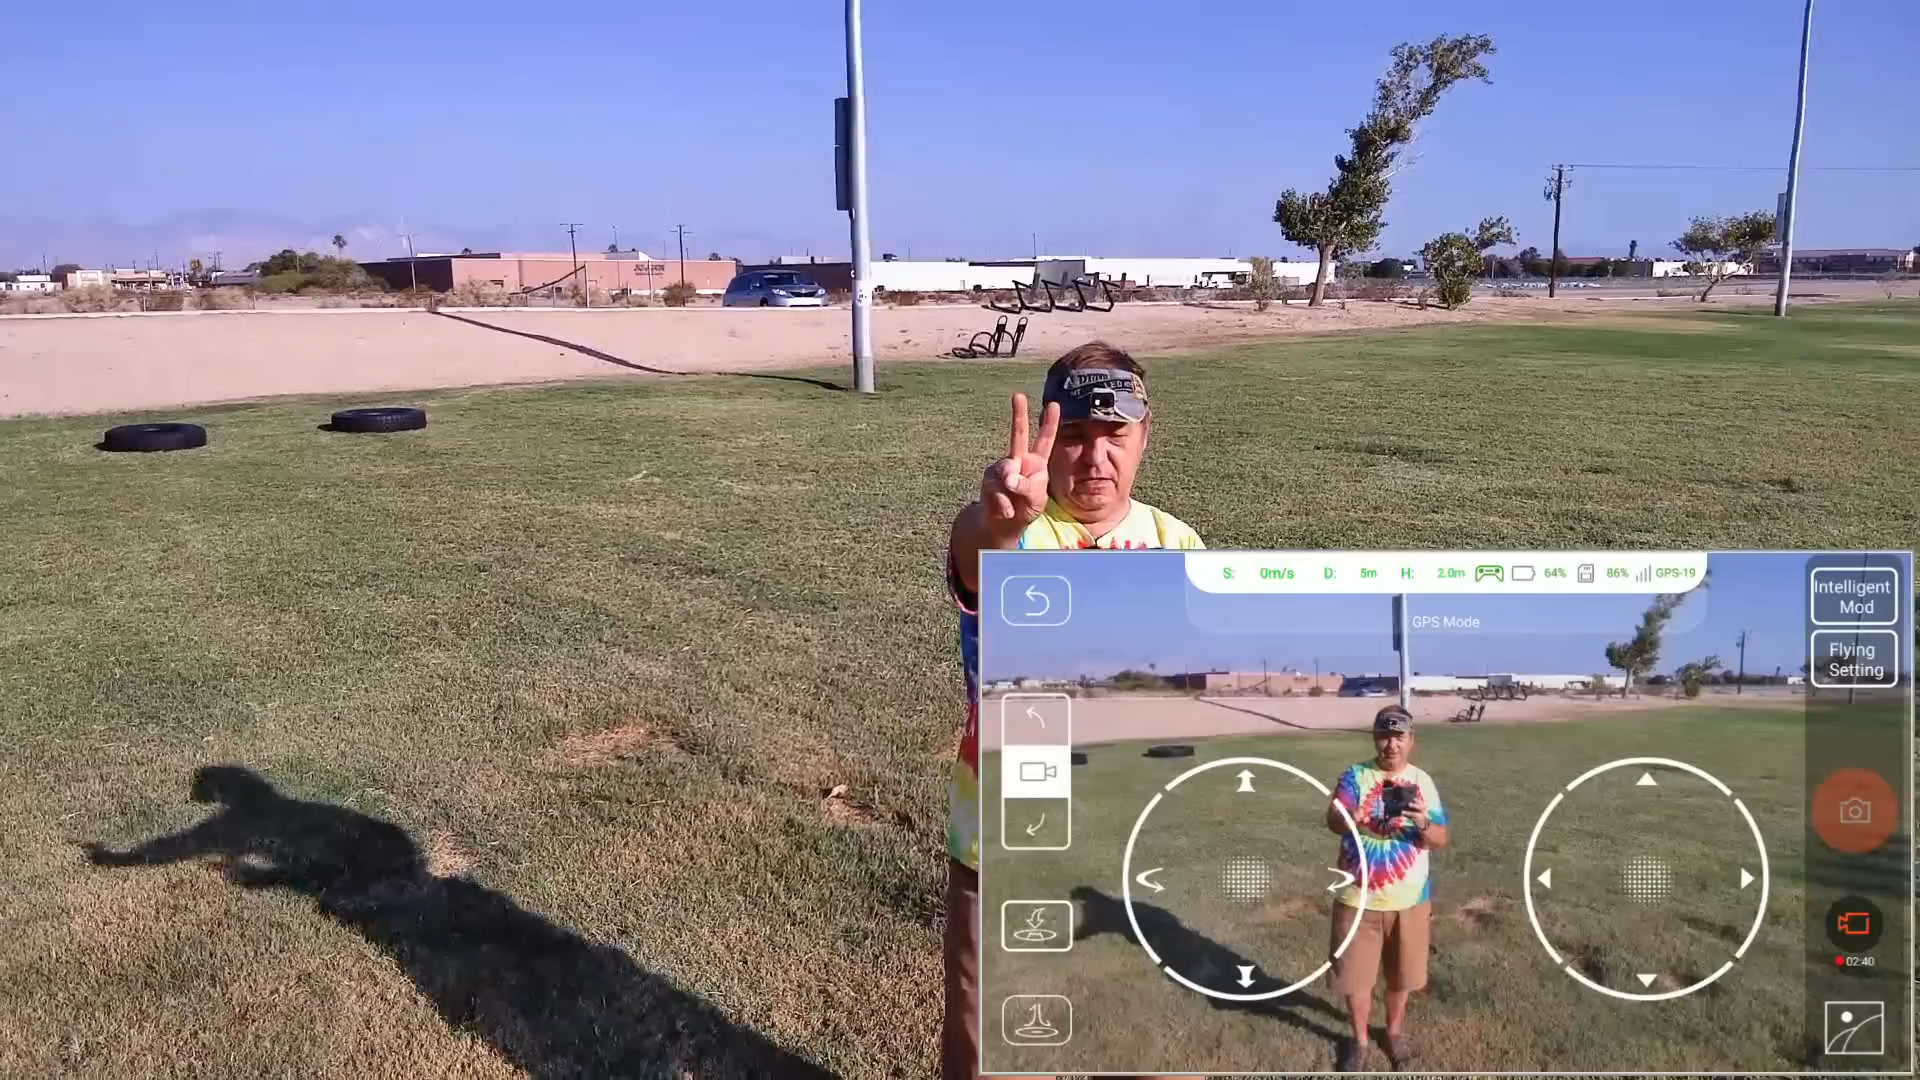 S: 0m/s D: 5m H: 2.0m 64% 86% GPS-19
GPS Mode
Intelligent
Mod
Flying
Setting
02:40